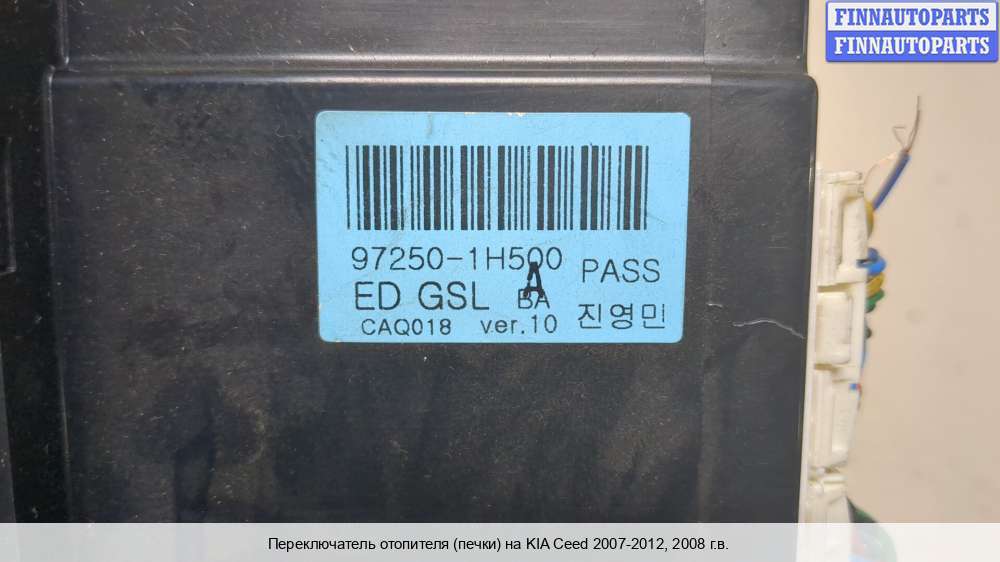 FINNAUTOPARTS
FINNAUTOPARTS
97250-1H500
PASS
ED GSL
A
BA
CAQ018 ver.10 진영민
Переключатель отопителя (печки) на KIA Ceed 2007-2012, 2008 г.в.